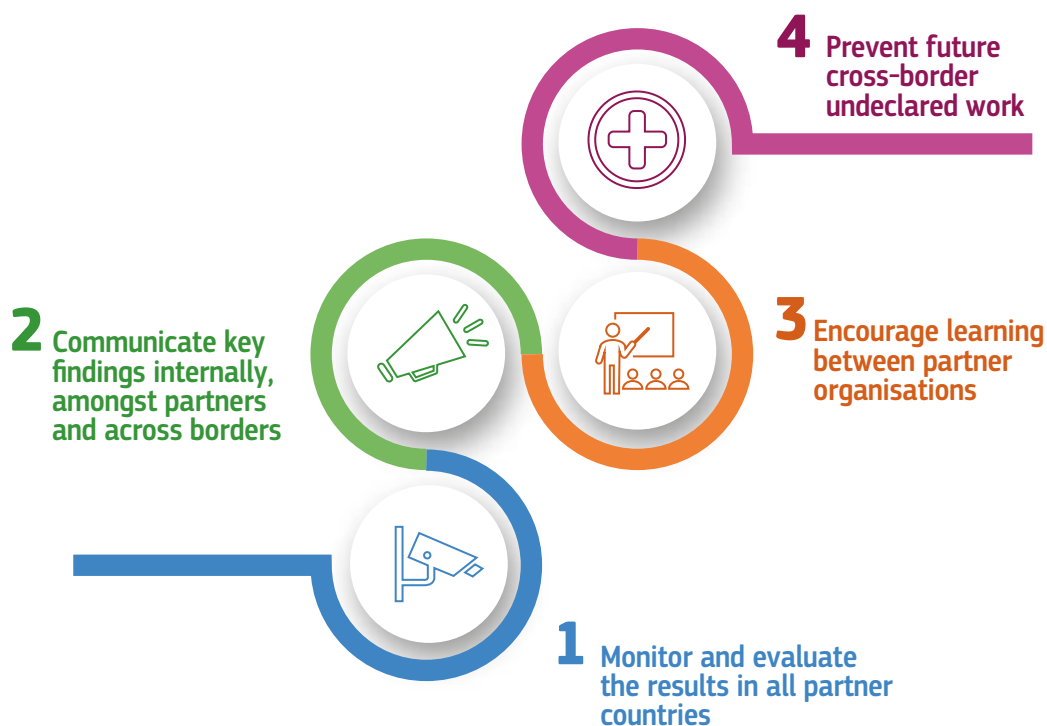 4 Prevent future
cross-border
undeclared work
2 Communicate key
findings internally,
amongst partners
and across borders
3 Encourage learning
between partner
organisations
1 Monitor and evaluate
the results in all partner
countries